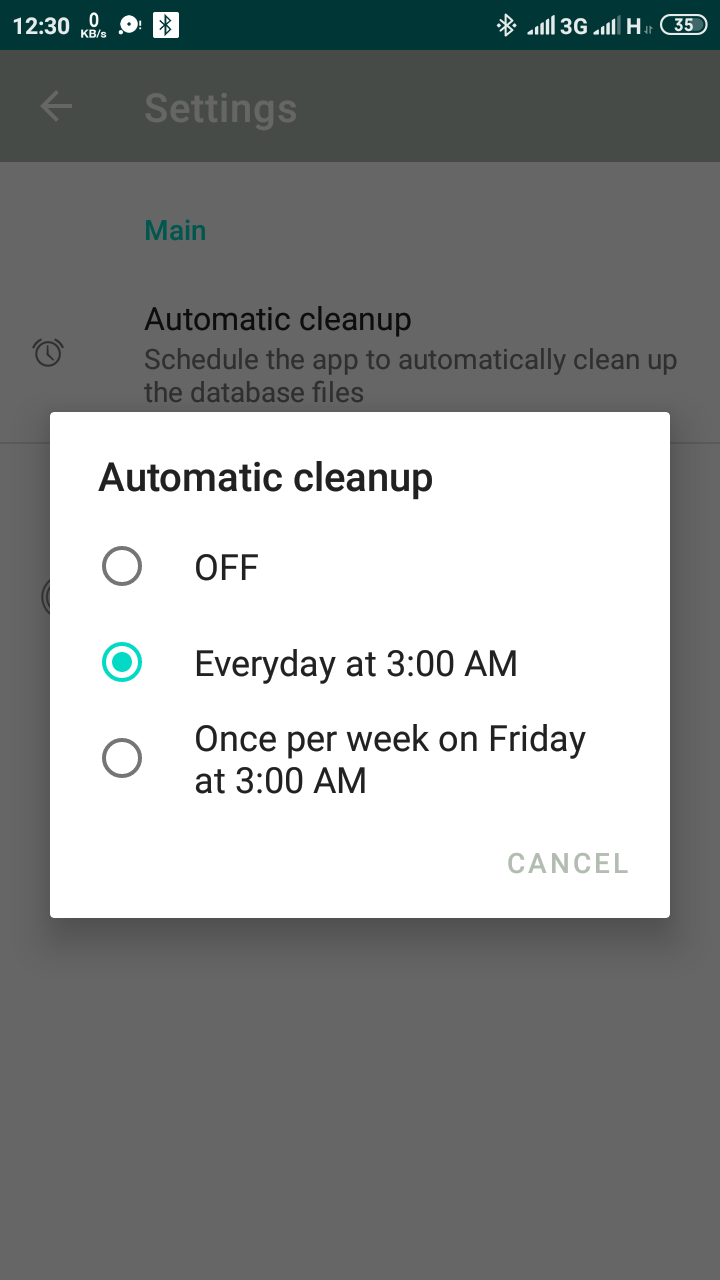 12:30 0 KB/s 3G H 35
Settings
Main
Automatic cleanup
Schedule the app to automatically clean up
the database files
Automatic cleanup
OFF
Everyday at 3:00 AM
Once per week on Friday
at 3:00 AM
CANCEL